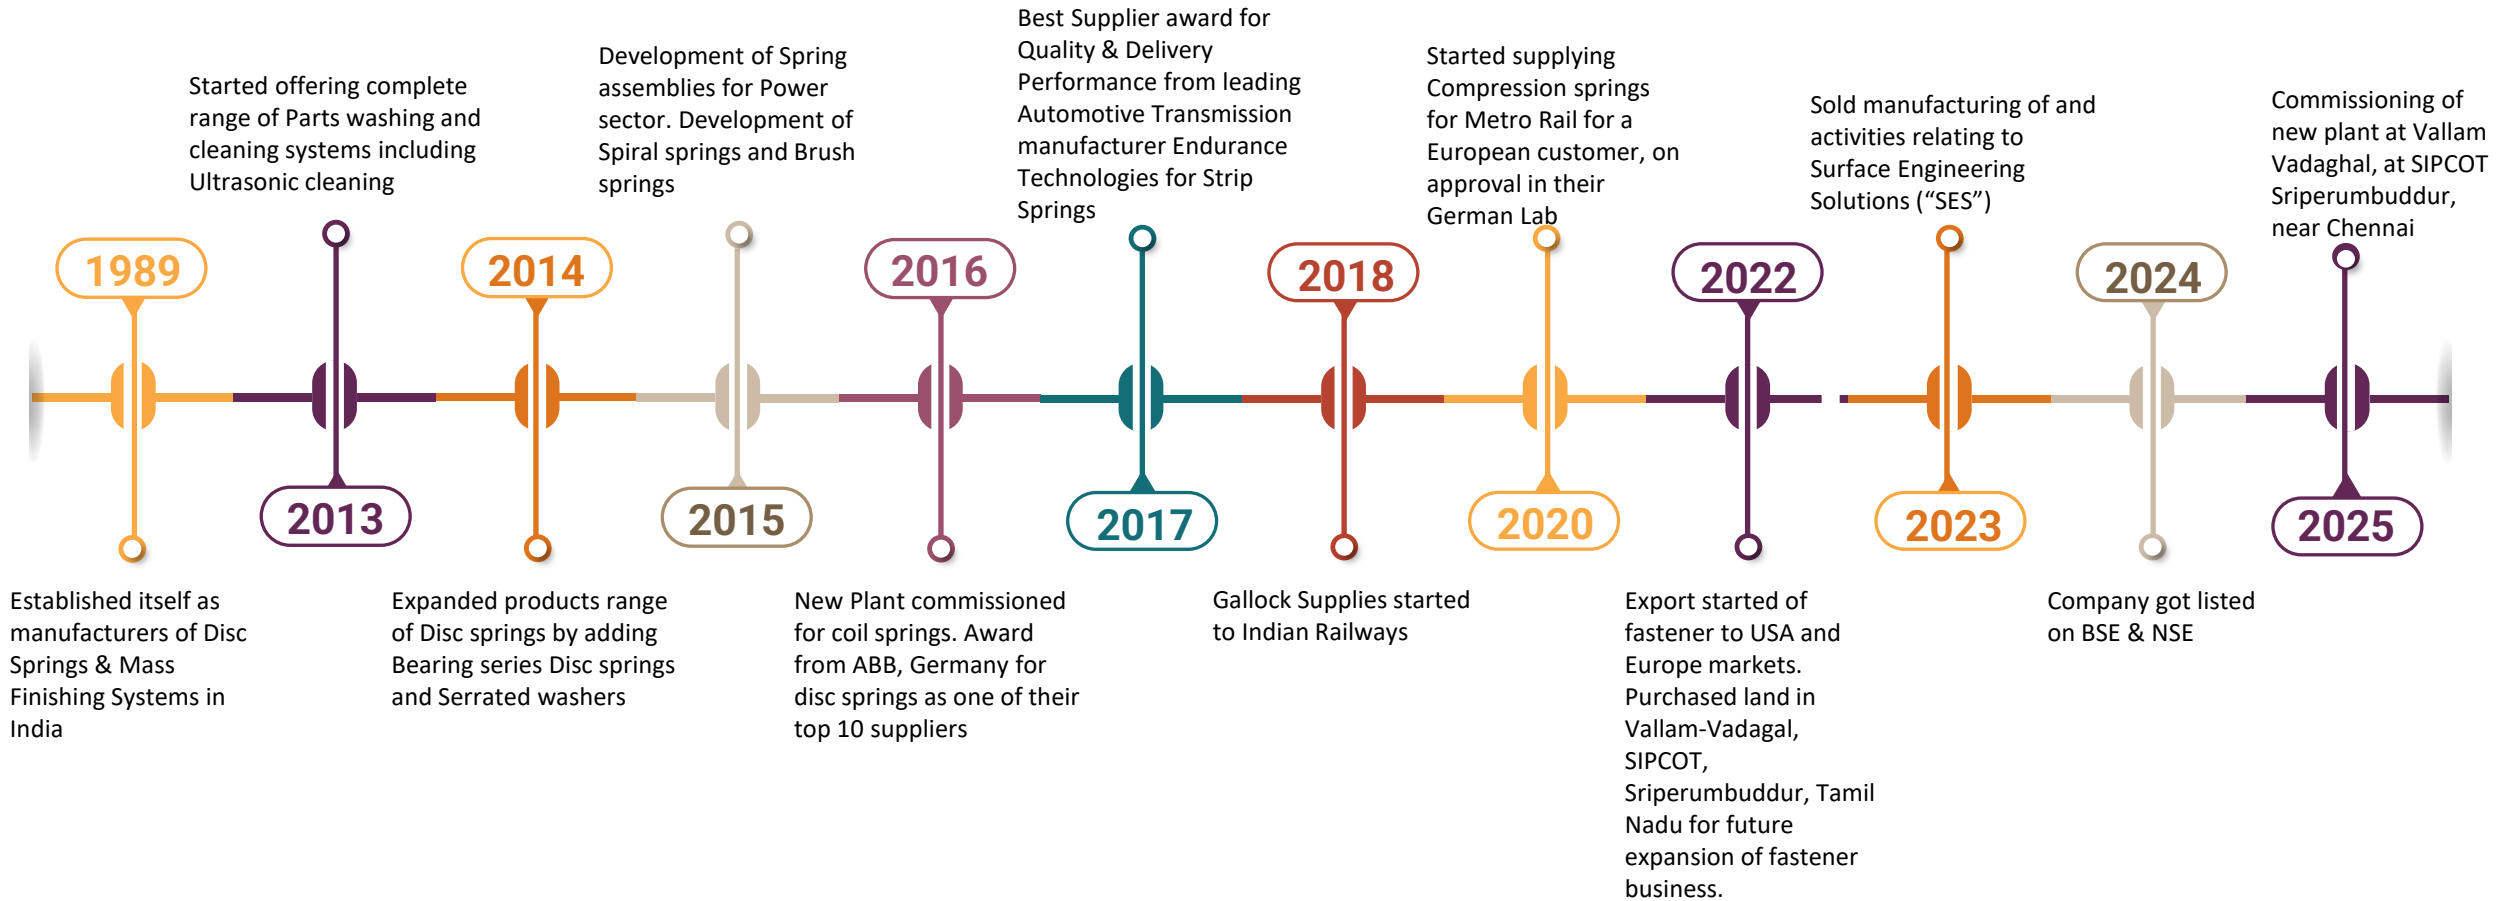 1989
Established itself as
manufacturers of Disc
Springs & Mass
Finishing Systems in
India
Started offering complete
range of Parts washing and
cleaning systems including
Ultrasonic cleaning
2013
2014
Expanded products range
of Disc springs by adding
Bearing series Disc springs
and Serrated washers
Development of Spring
assemblies for Power
sector. Development of
Spiral springs and Brush
springs
2015
2016
New Plant commissioned
for coil springs. Award
from ABB, Germany for
disc springs as one of their
top 10 suppliers
Best Supplier award for
Quality & Delivery
Performance from leading
Automotive Transmission
manufacturer Endurance
Technologies for Strip
Springs
2017
2018
Gallock Supplies started
to Indian Railways
Started supplying
Compression springs
for Metro Rail for a
European customer, on
approval in their
German Lab
2020
2022
Export started of
fastener to USA and
Europe markets.
Purchased land in
Vallam-Vadagal,
SIPCOT,
Sriperumbuddur, Tamil
Nadu for future
expansion of fastener
business.
Sold manufacturing of and
activities relating to
Surface Engineering
Solutions (“SES”)
2023
2024
Company got listed
on BSE & NSE
Commissioning of
new plant at Vallam
Vadaghal, at SIPCOT
Sriperumbuddur,
near Chennai
2025